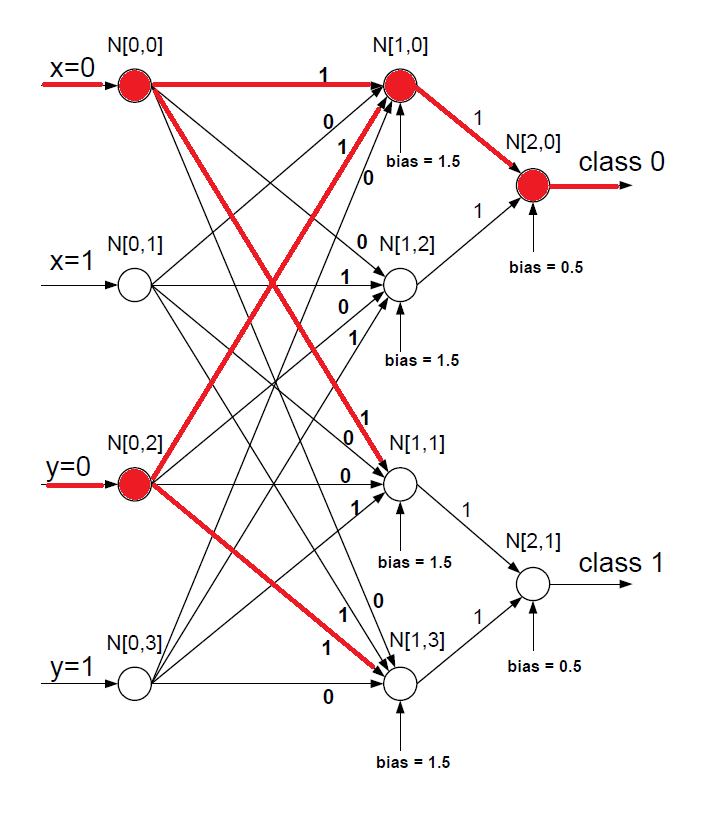 N[0,0]
N[1,0]
x=0
1
0
1
0
1
bias = 1.5
N[2,0]
class 0
1
bias = 0.5
N[0,1]
x=1
0
N[1,2]
1
0
1
bias = 1.5
1
0
N[0,2]
N[1,1]
y=0
0
1
1
N[2,1]
bias = 1.5
class 1
0
1
1
N[0,3]
1
N[1,3]
y=1
bias = 0.5
0
bias = 1.5